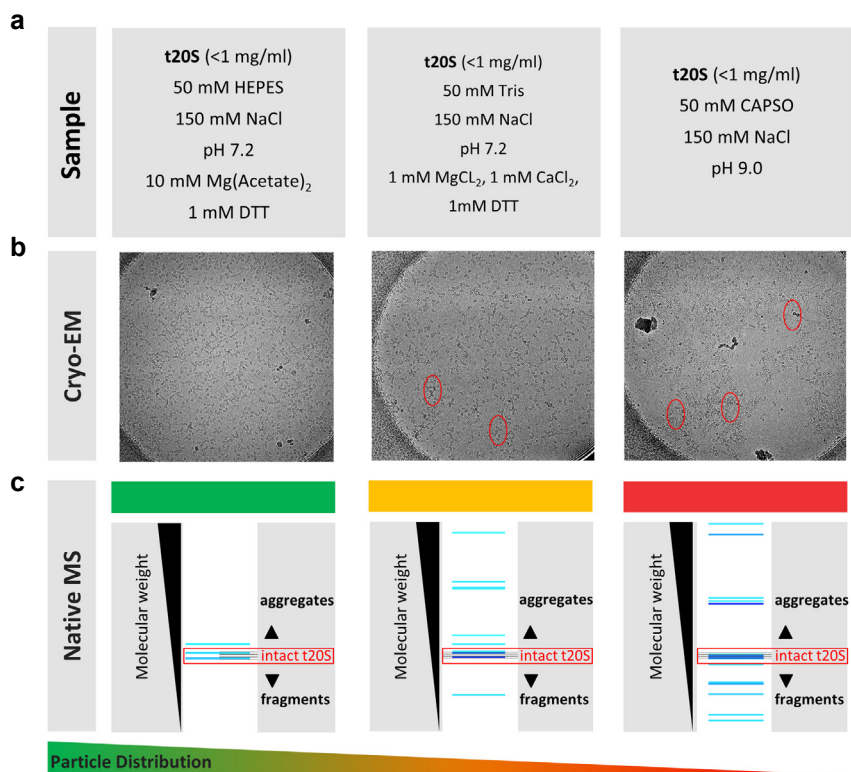 a
Sample
t20S (<1 mg/ml)
50 mM HEPES
150 mM NaCl
pH 7.2
10 mM Mg(Acetate)₂
1 mM DTT
t20S (<1 mg/ml)
50 mM Tris
150 mM NaCl
pH 7.2
1 mM MgCL₂, 1 mM CaCl₂,
1mM DTT
t20S (<1 mg/ml)
50 mM CAPSO
150 mM NaCl
pH 9.0
b
Cryo-EM
c
Native MS
Molecular weight
aggregates
intact t20S
fragments
Molecular weight
aggregates
intact t20S
fragments
Molecular weight
aggregates
intact t20S
fragments
Particle Distribution